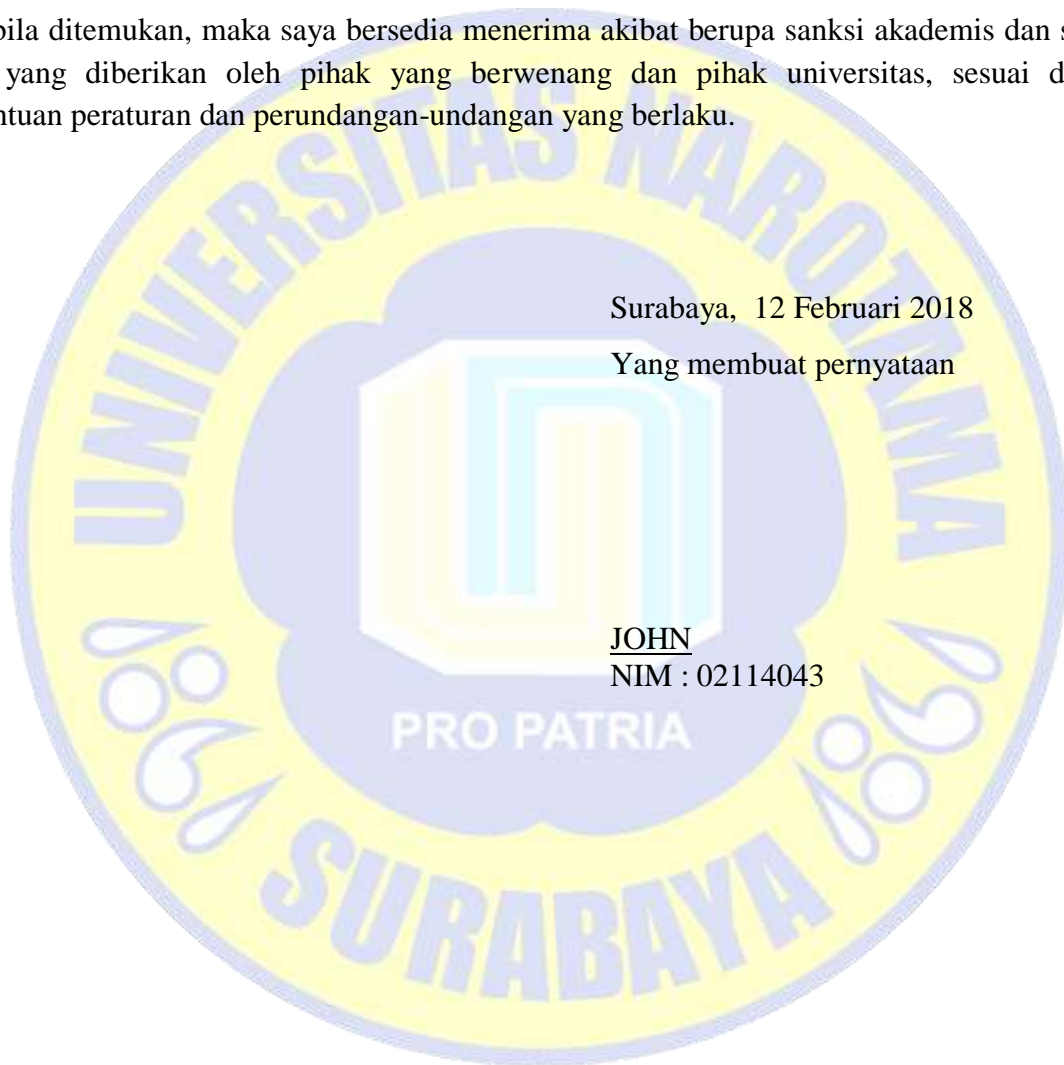 bila ditemukan, maka saya bersedia menerima akibat berupa sanksi akademis dan s
yang diberikan oleh pihak yang berwenang dan pihak universitas, sesuai d
ntuan peraturan dan perundangan-undangan yang berlaku.
UNIVERSITAS NAROTAMA
Surabaya, 12 Februari 2018
Yang membuat pernyataan
JOHN
NIM : 02114043
PRO PATRIA
SURABAYA